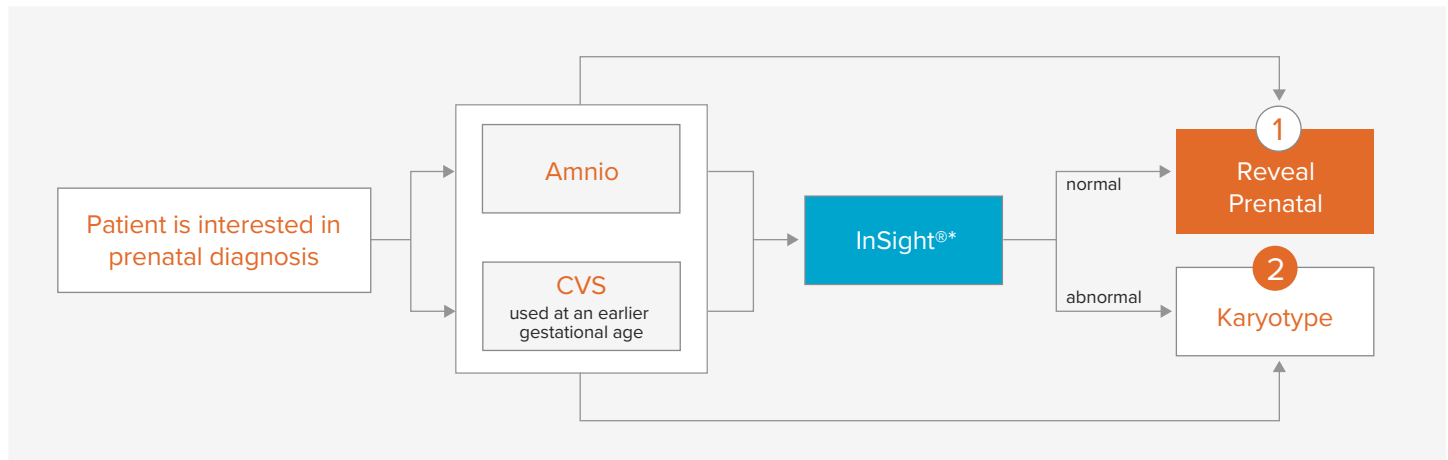 Patient is interested in
prenatal diagnosis
Amnio
CVS
used at an earlier
gestational age
InSight®*
normal
abnormal
1
Reveal
Prenatal
2
Karyotype